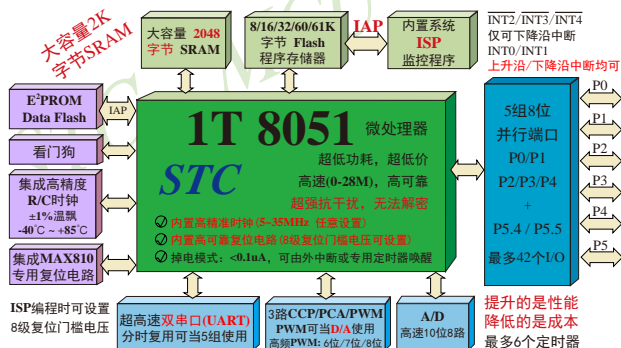 大容量2K
字节SRAM
大容量 2048
字节 SRAM
8/16/32/60/61K
字节 Flash
程序存储器
IAP
内置系统
ISP
监控程序
INT2/INT3/INT4
仅可下降沿中断
INT0/INT1
上升沿/下降沿中断均可
E²PROM
Data Flash
IAP
看门狗
集成高精度
R/C时钟
±1%温飘
-40℃ ~ +85℃
集成MAX810
专用复位电路
ISP编程时可设置
8级复位门槛电压
1T 8051 微处理器
STC
超低功耗，超低价
高速(0-28M)，高可靠
超强抗干扰，无法解密
内置高精准时钟(5~35MHz 任意设置)
内置高可靠复位电路(8级复位门槛电压可设置)
掉电模式：<0.1uA，可由外中断或专用定时器唤醒
5组8位
并行端口
P0/P1
P2/P3/P4
+
P5.4 / P5.5
最多42个I/O
P0
P1
P2
P3
P4
P5
超高速双串口(UART)
分时复用可当5组使用
3路CCP/PCA/PWM
PWM可当D/A使用
高频PWM: 6位/7位/8位
A/D
高速10位8路
提升的是性能
降低的是成本
最多6个定时器